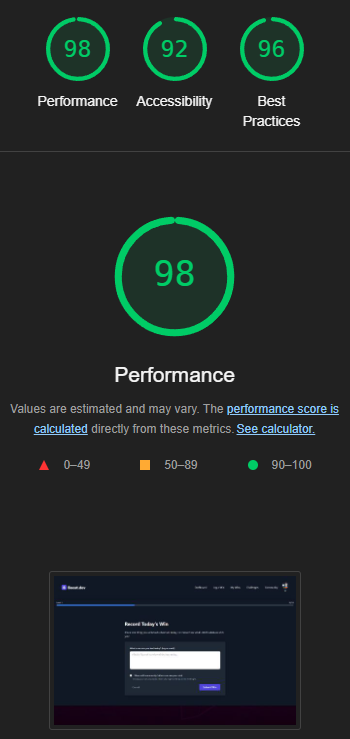 98
92
96
Performance
Accessibility
Best
Practices
98
Performance
Values are estimated and may vary. The performance score is
calculated directly from these metrics. See calculator.
0–49
50–89
90–100
Record Today's Win